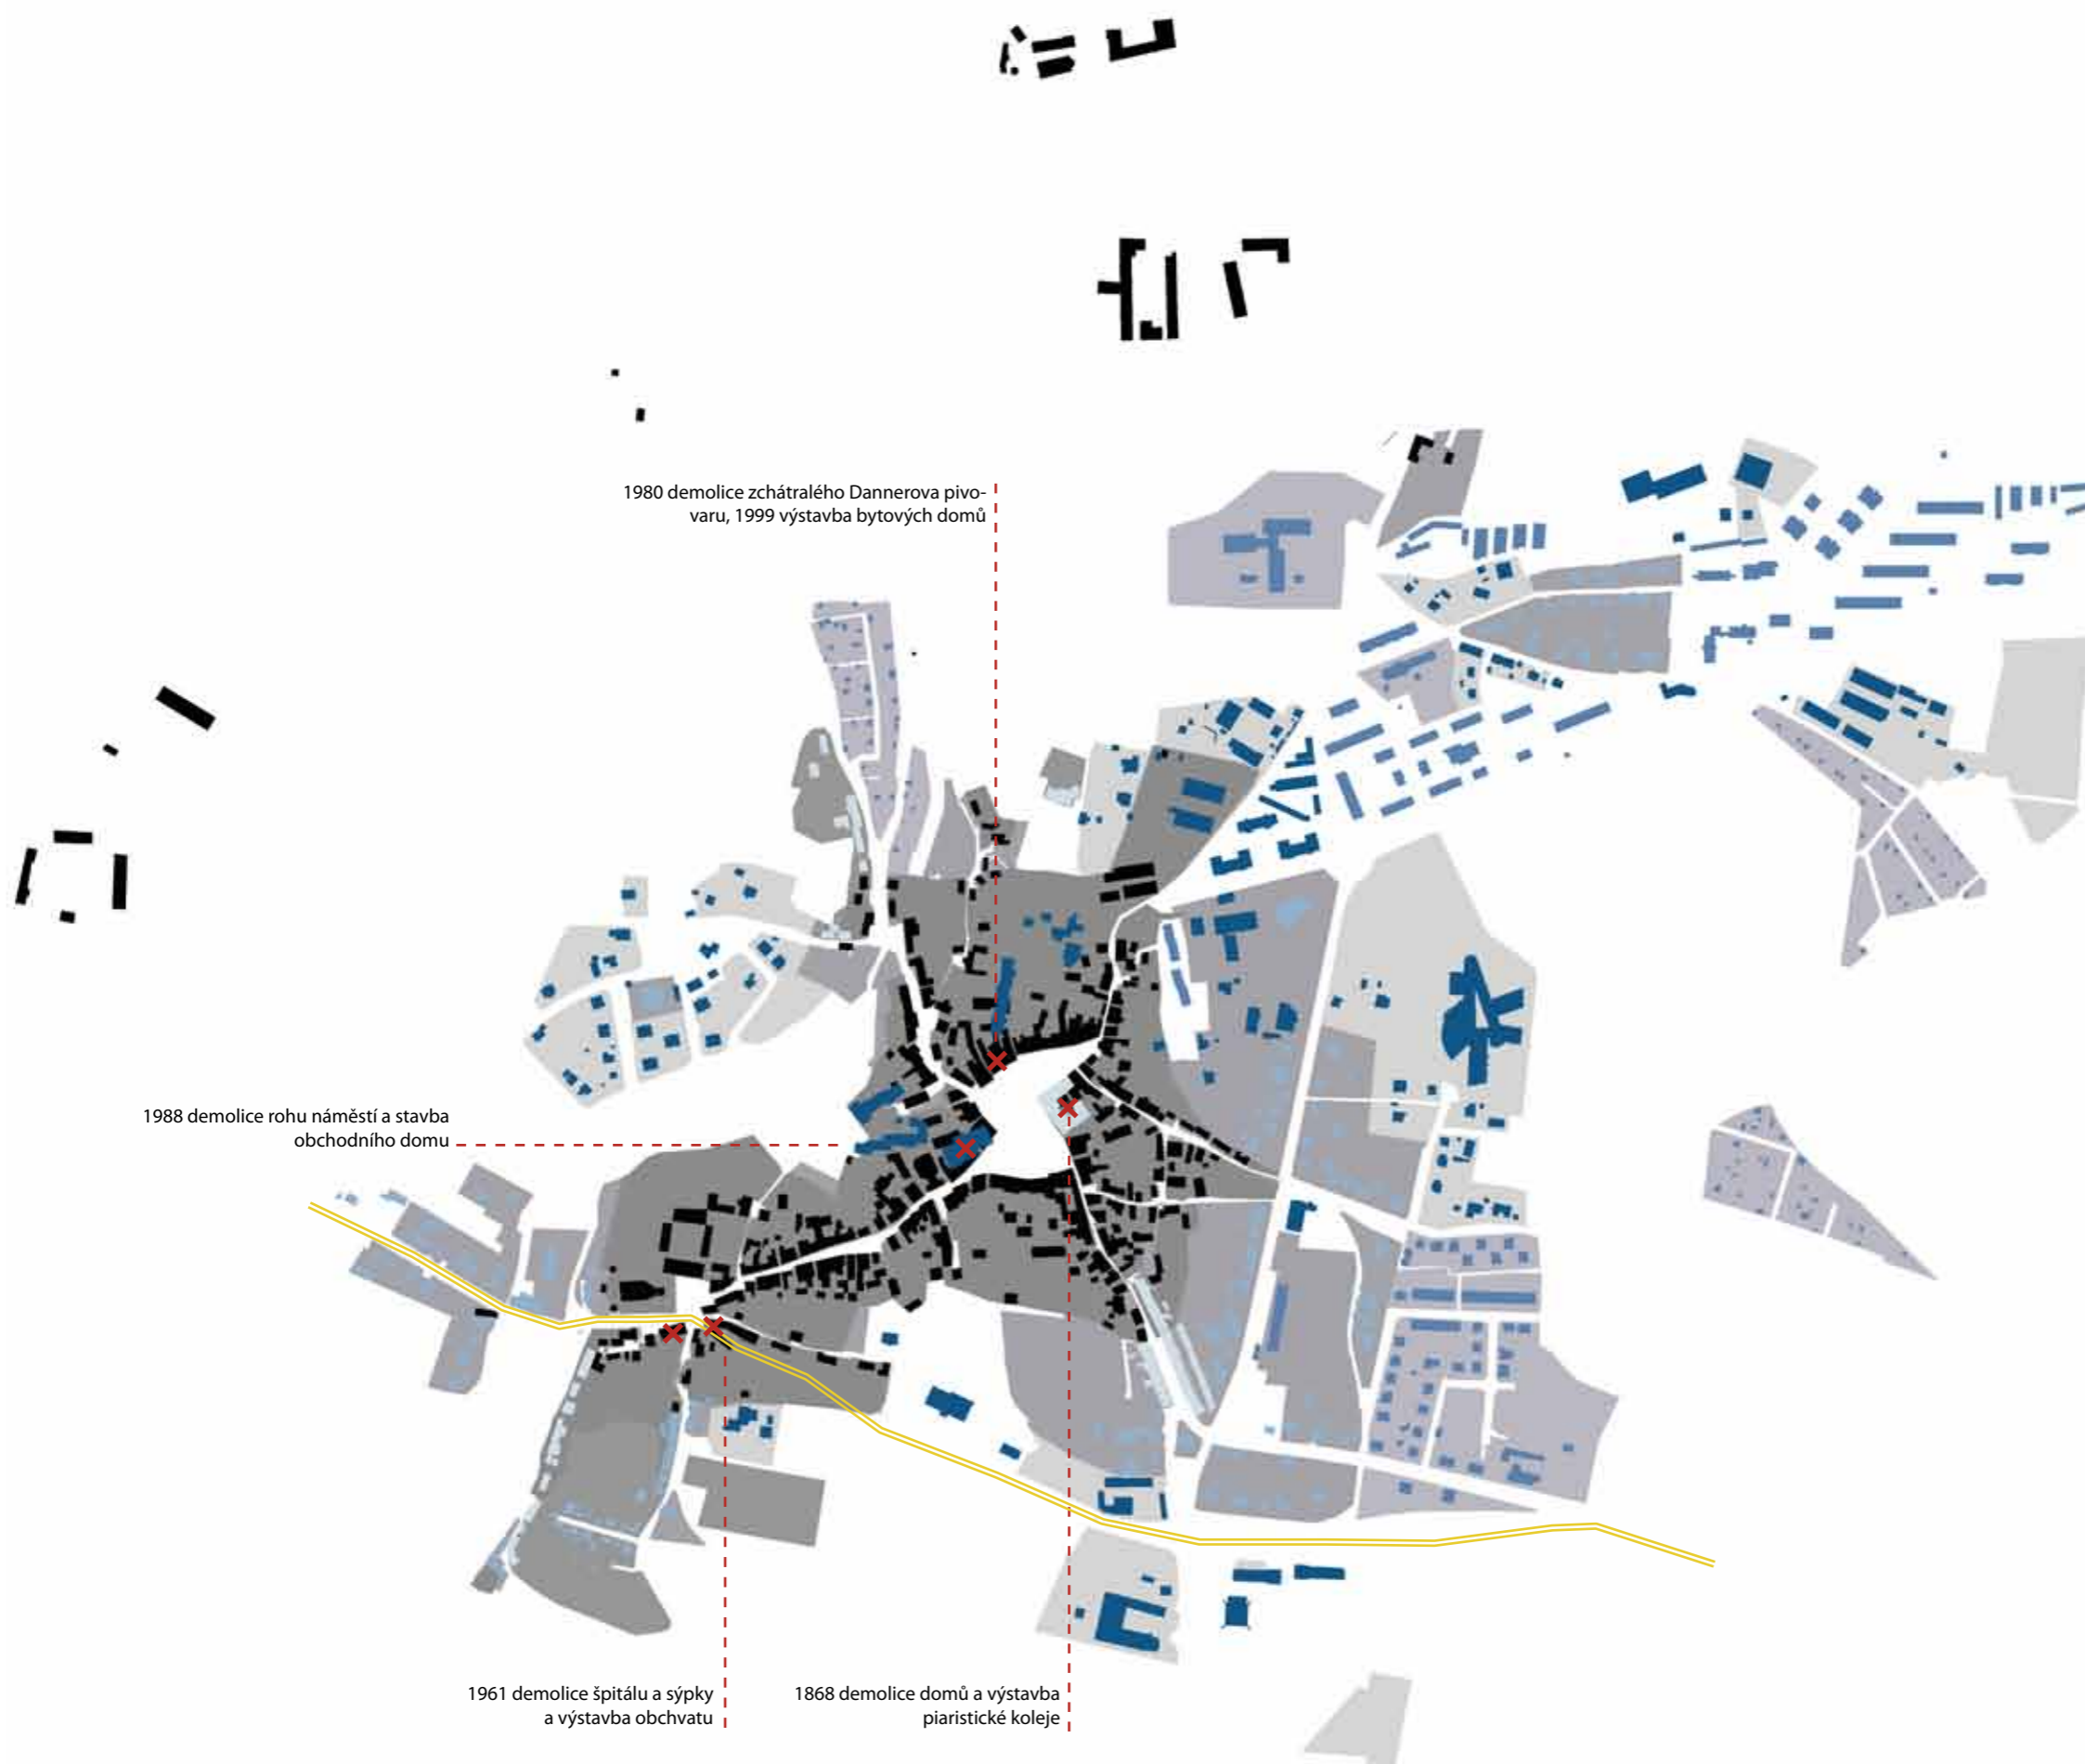 1980 demolice zchátralého Dannerova pivo-
varu, 1999 výstavba bytových domů
1988 demolice rohu náměstí a stavba
obchodního domu
1961 demolice špitálu a sýpky
a výstavba obchvatu
1868 demolice domů a výstavba
piaristické koleje